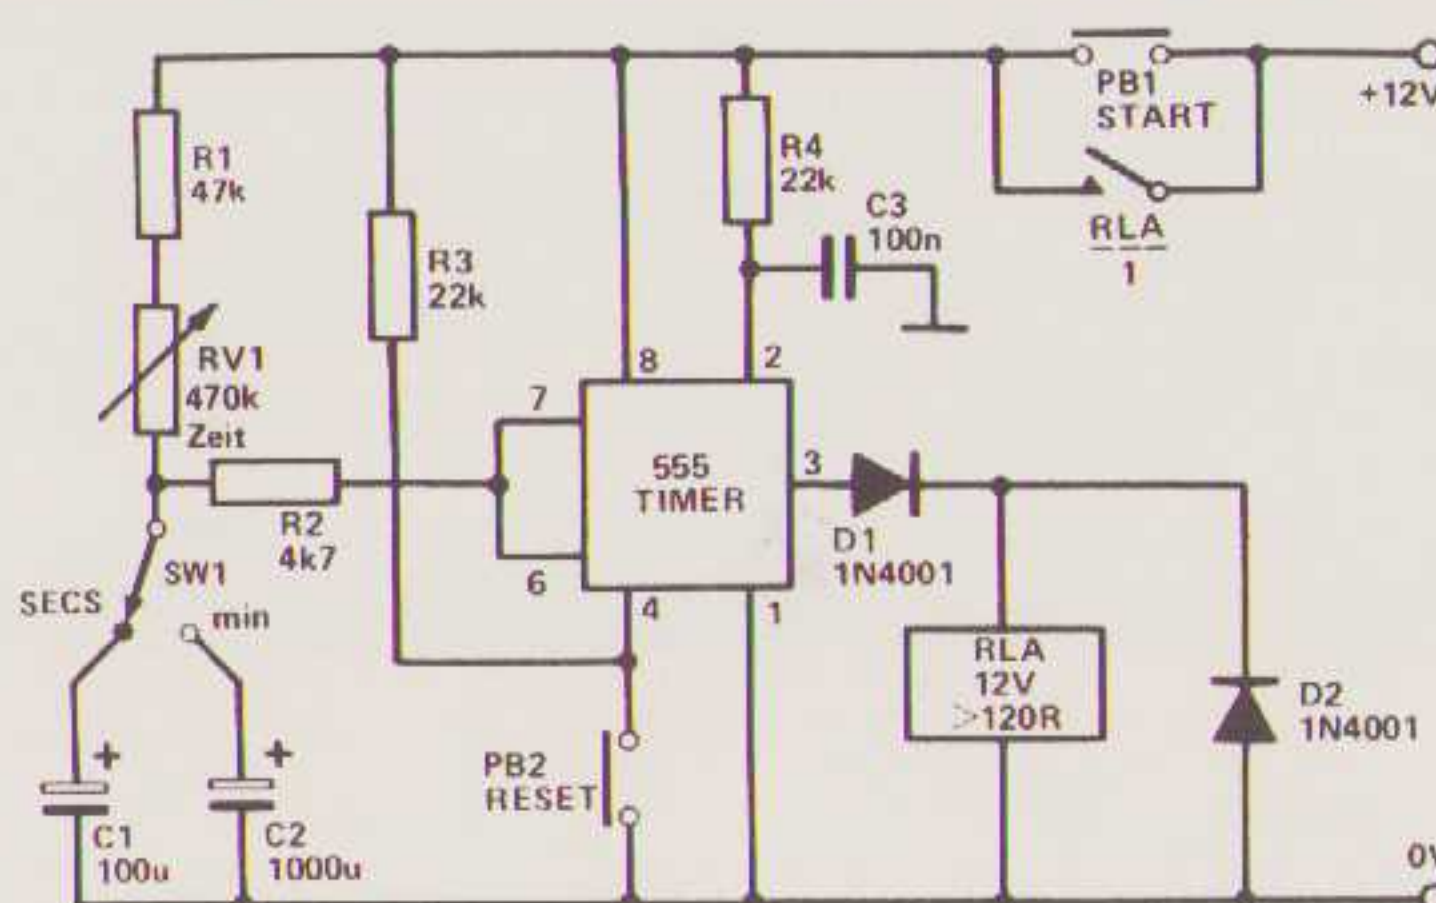 PB1
START
+12V
R1
47k
R4
22k
C3
100n
RLA
1
R3
22k
RV1
470k
Zeit
8
2
7
555
TIMER
3
R2
4k7
6
D1
1N4001
SECS
SW1
min
4
1
RLA
12V
>120R
D2
1N4001
PB2
RESET
+
+
C1
100u
C2
1000u
0V